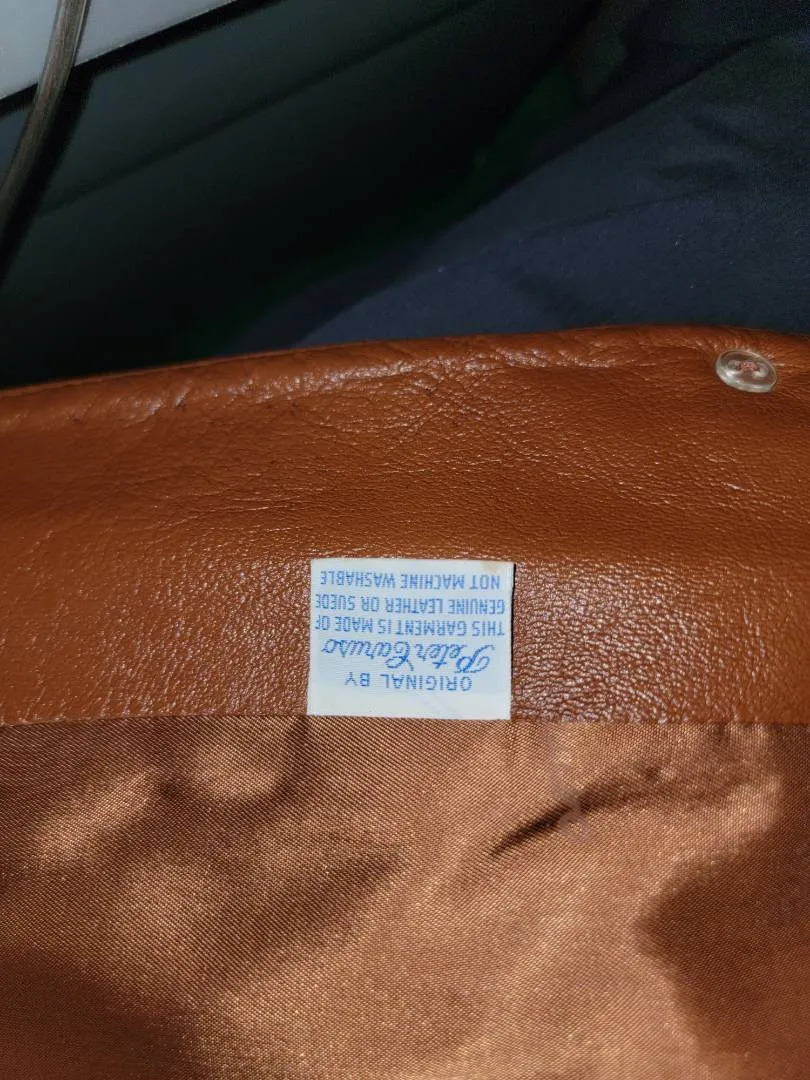 ORIGINAL BY
Peter Caruso
THIS GARMENT IS MADE OF
GENUINE LEATHER OR SUEDE
NOT MACHINE WASHABLE